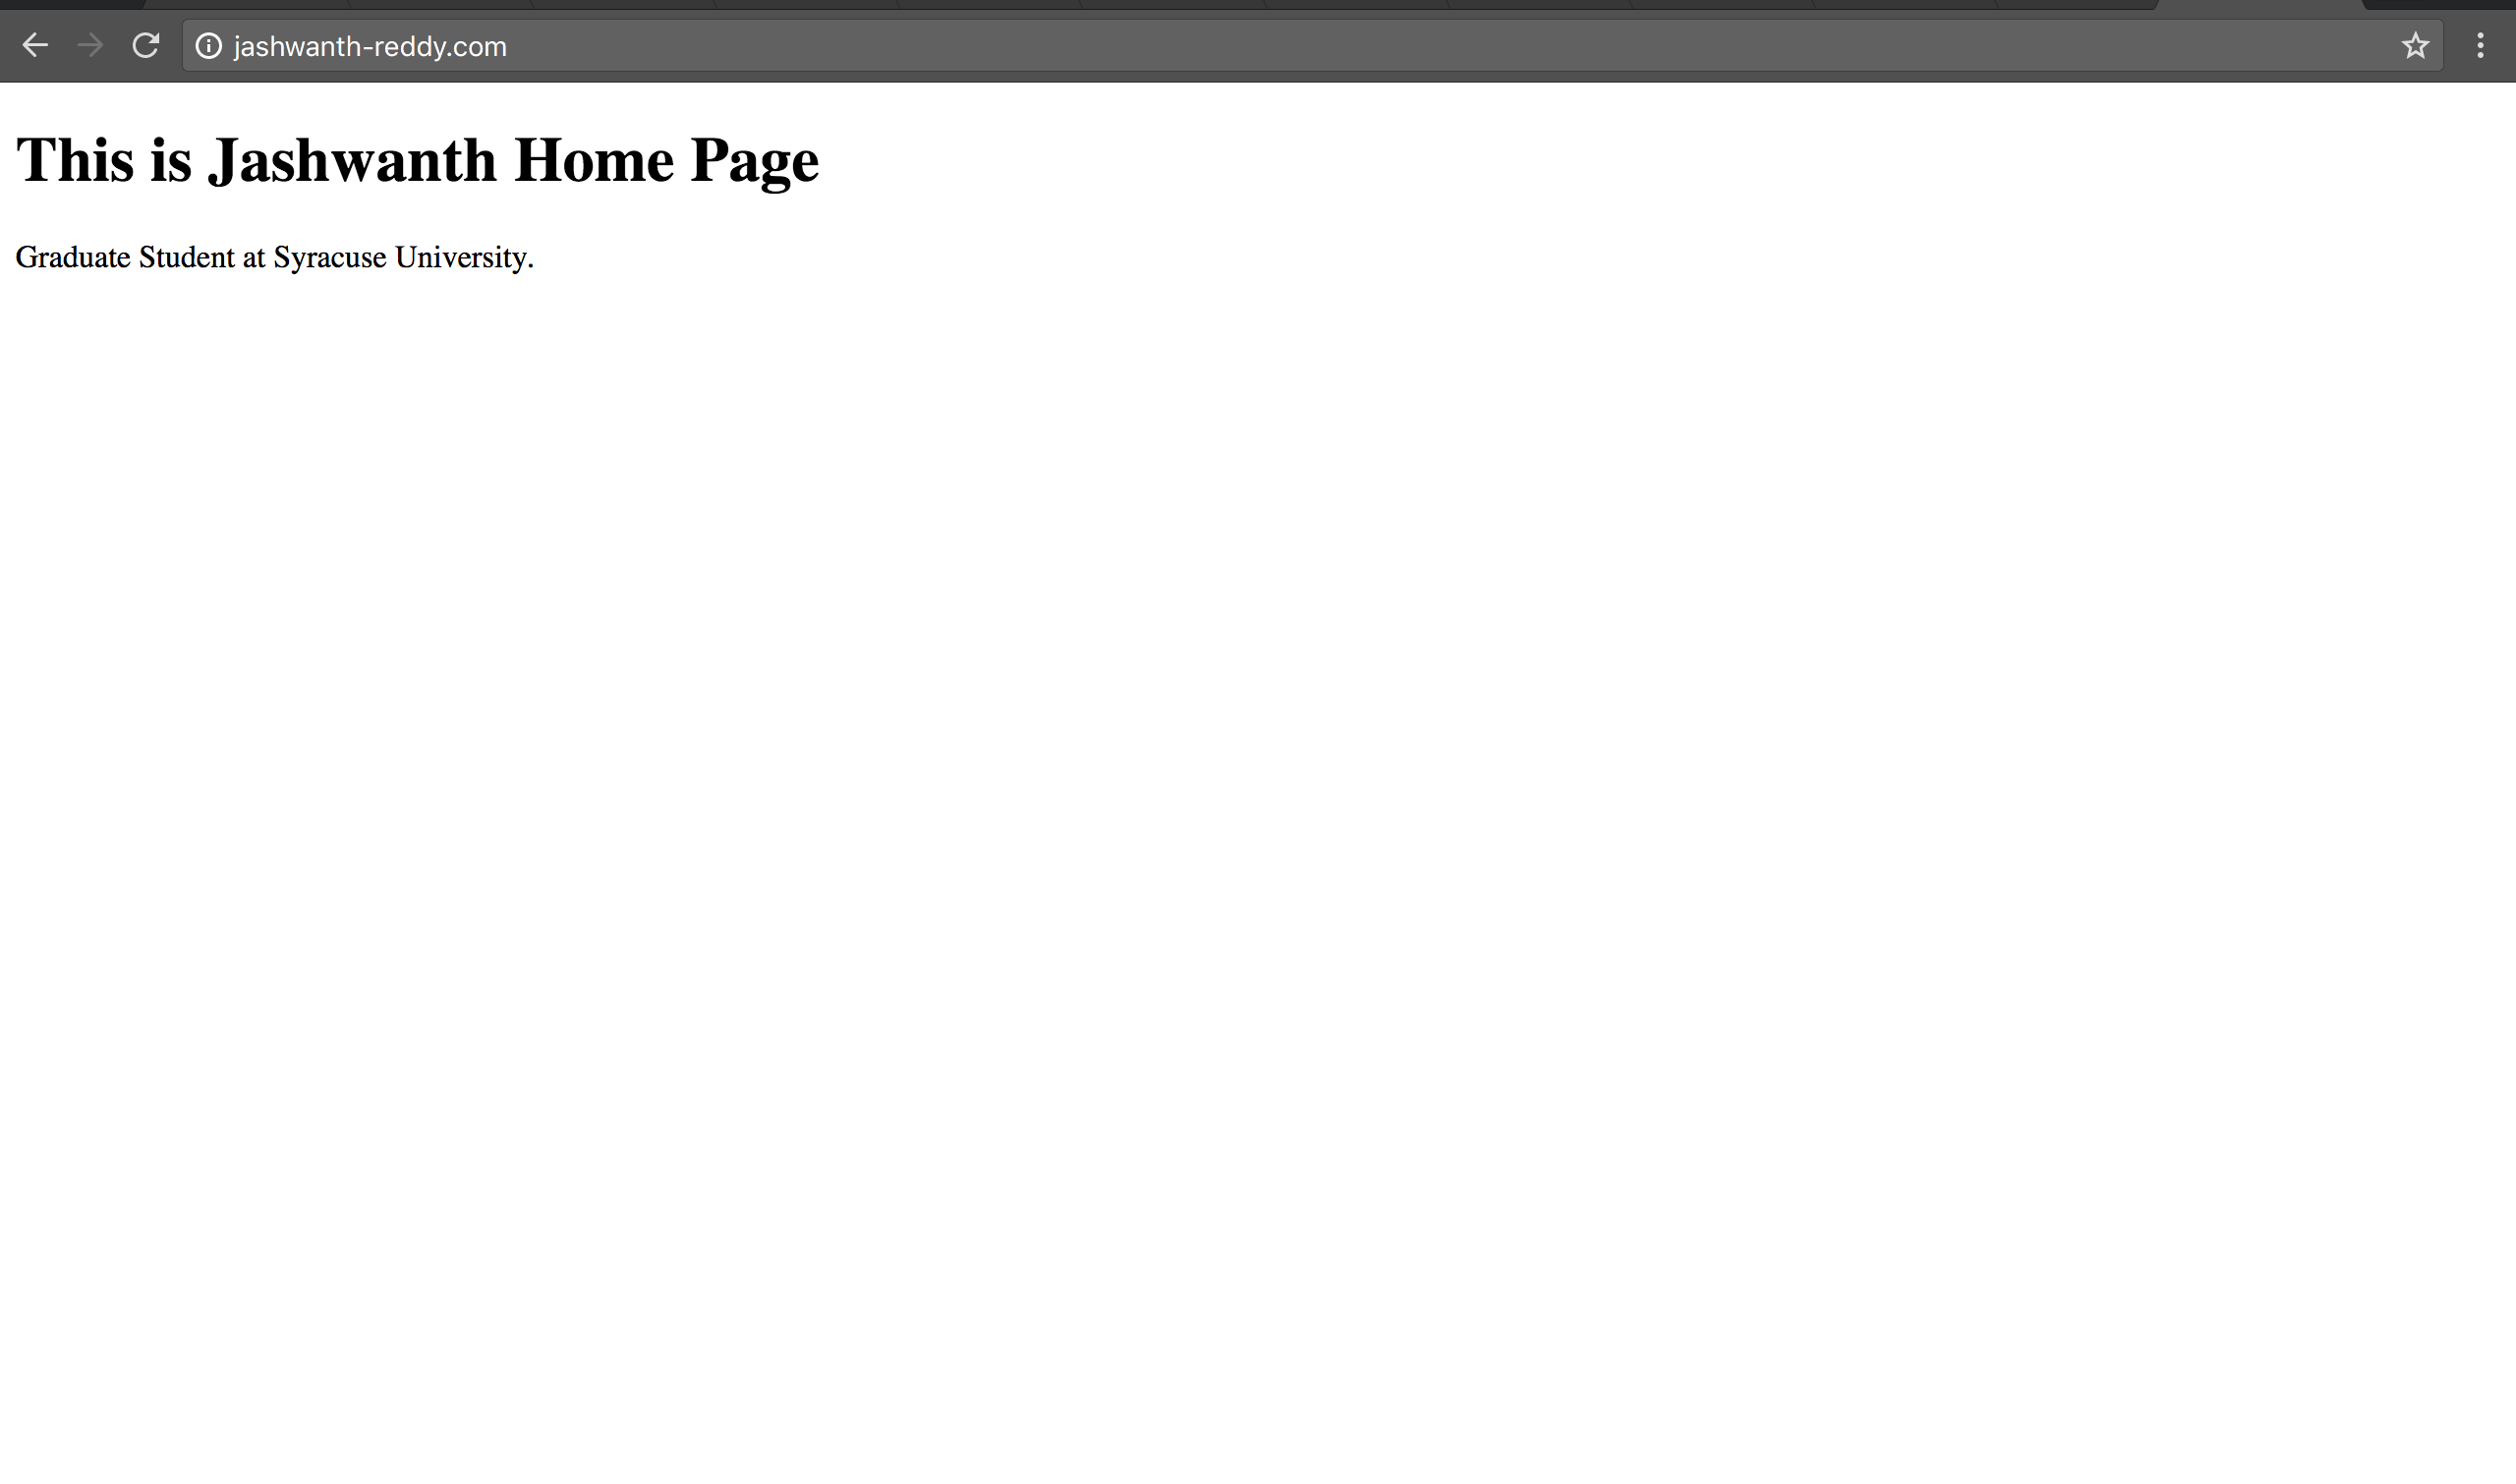 jashwanth-reddy.com
This is Jashwanth Home Page
Graduate Student at Syracuse University.